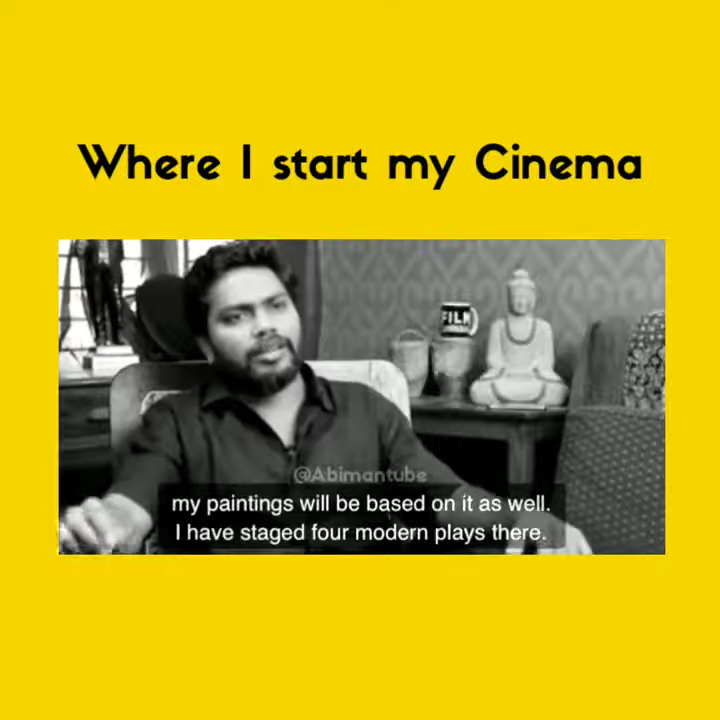 Where I start my Cinema
FILM
@Abimantube
my paintings will be based on it as well.
I have staged four modern plays there.